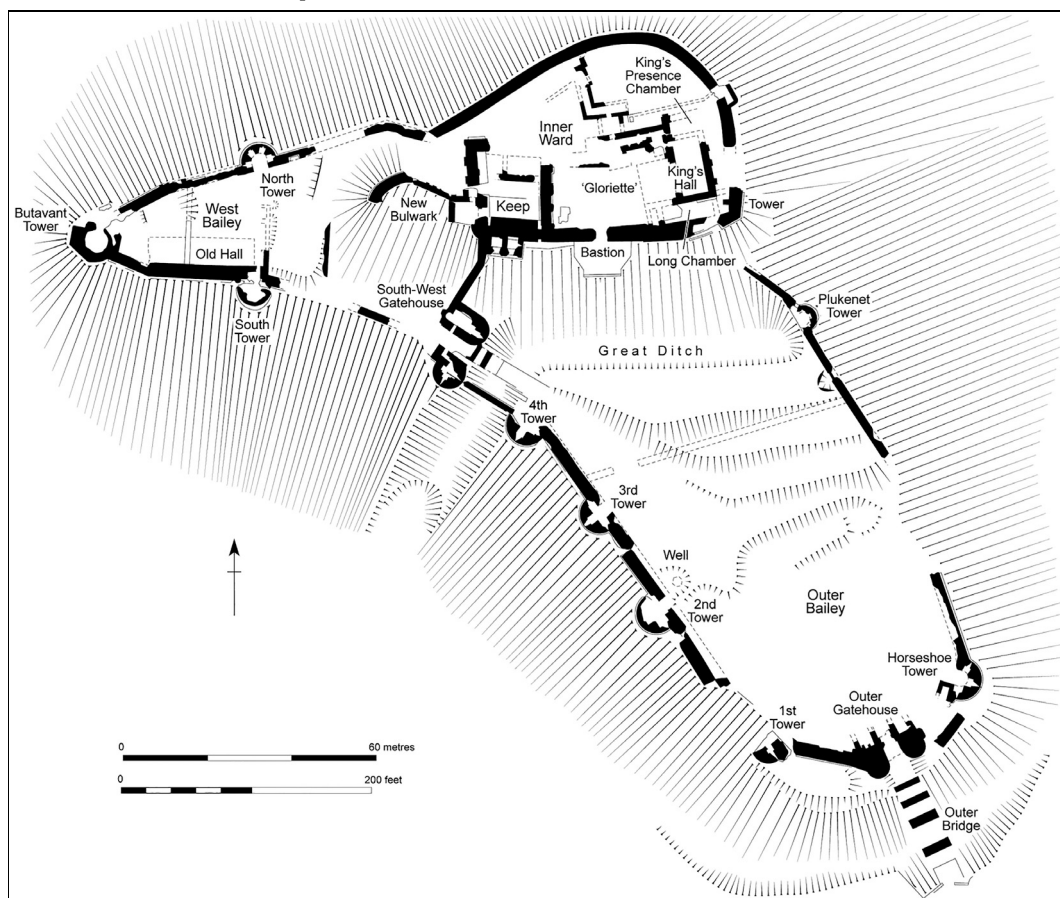 King's
Presence
Chamber
Inner
Ward
North
Tower
King's
Hall
'Gloriette'
West
Bailey
New
Bulwark
Keep
Tower
Butavant
Tower
Old Hall
Bastion
Long Chamber
South-West
Gatehouse
South
Tower
Plukenet
Tower
Great Ditch
4th
Tower
3rd
Tower
Well
2nd
Tower
Outer
Bailey
Horseshoe
Tower
Outer
Gatehouse
1st
Tower
0 60 metres
0 200 feet
Outer
Bridge